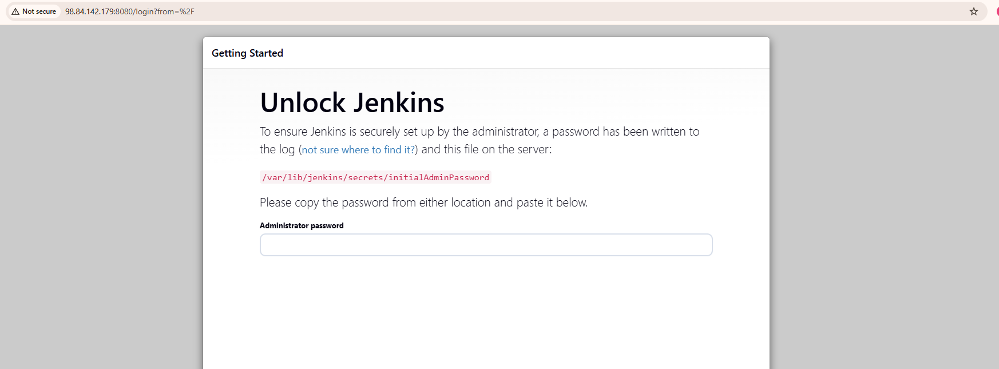 Not secure 98.84.142.179:8080/login?from=%2F
Getting Started
Unlock Jenkins
To ensure Jenkins is securely set up by the administrator, a password has been written to
the log (not sure where to find it?) and this file on the server:
/var/lib/jenkins/secrets/initialAdminPassword
Please copy the password from either location and paste it below.
Administrator password